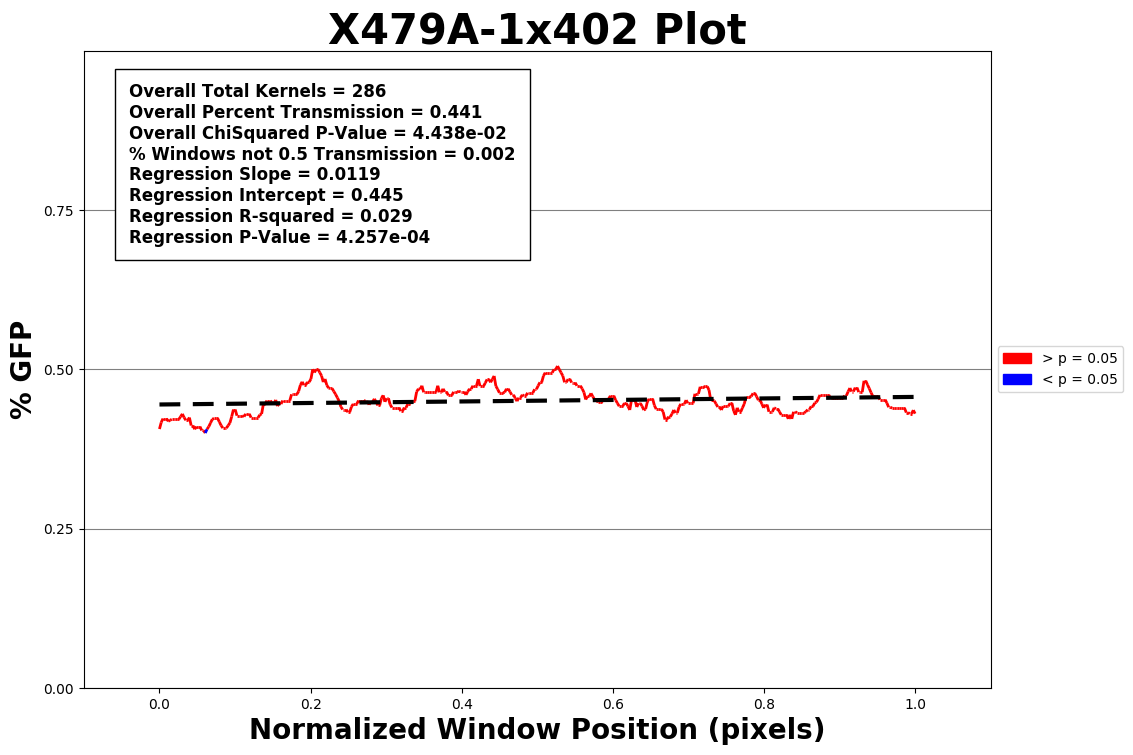 X479A-1x402 Plot
Overall Total Kernels = 286
Overall Percent Transmission = 0.441
Overall ChiSquared P-Value = 4.438e-02
% Windows not 0.5 Transmission = 0.002
Regression Slope = 0.0119
Regression Intercept = 0.445
Regression R-squared = 0.029
Regression P-Value = 4.257e-04
% GFP
0.75
0.50
0.25
0.00
> p = 0.05
< p = 0.05
0.0 0.2 0.4 0.6 0.8 1.0
Normalized Window Position (pixels)